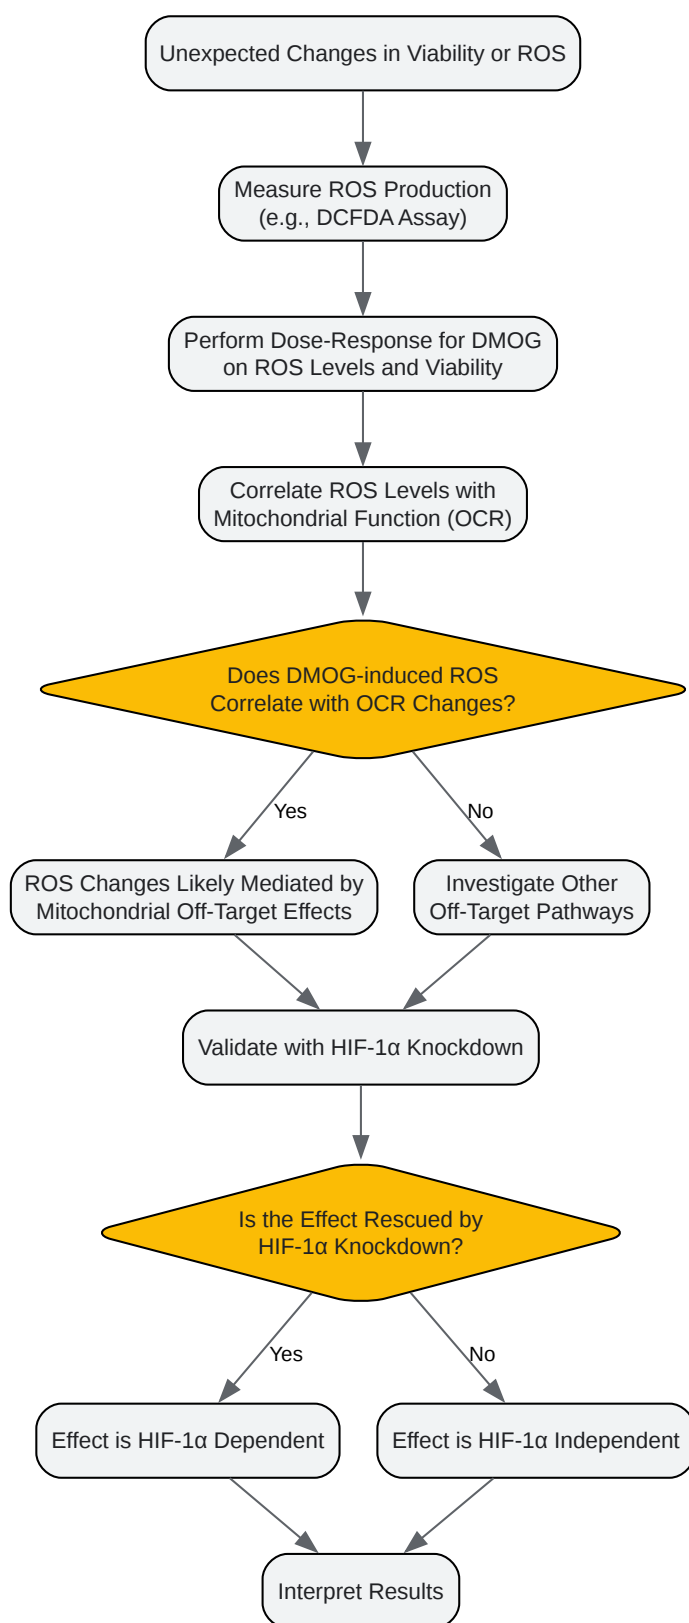 Unexpected Changes in Viability or ROS
Measure ROS Production
(e.g., DCFDA Assay)
Perform Dose-Response for DMOG
on ROS Levels and Viability
Correlate ROS Levels with
Mitochondrial Function (OCR)
Does DMOG-induced ROS
Correlate with OCR Changes?
Yes
No
ROS Changes Likely Mediated by
Mitochondrial Off-Target Effects
Investigate Other
Off-Target Pathways
Validate with HIF-1α Knockdown
Is the Effect Rescued by
HIF-1α Knockdown?
Yes
No
Effect is HIF-1α Dependent
Effect is HIF-1α Independent
Interpret Results